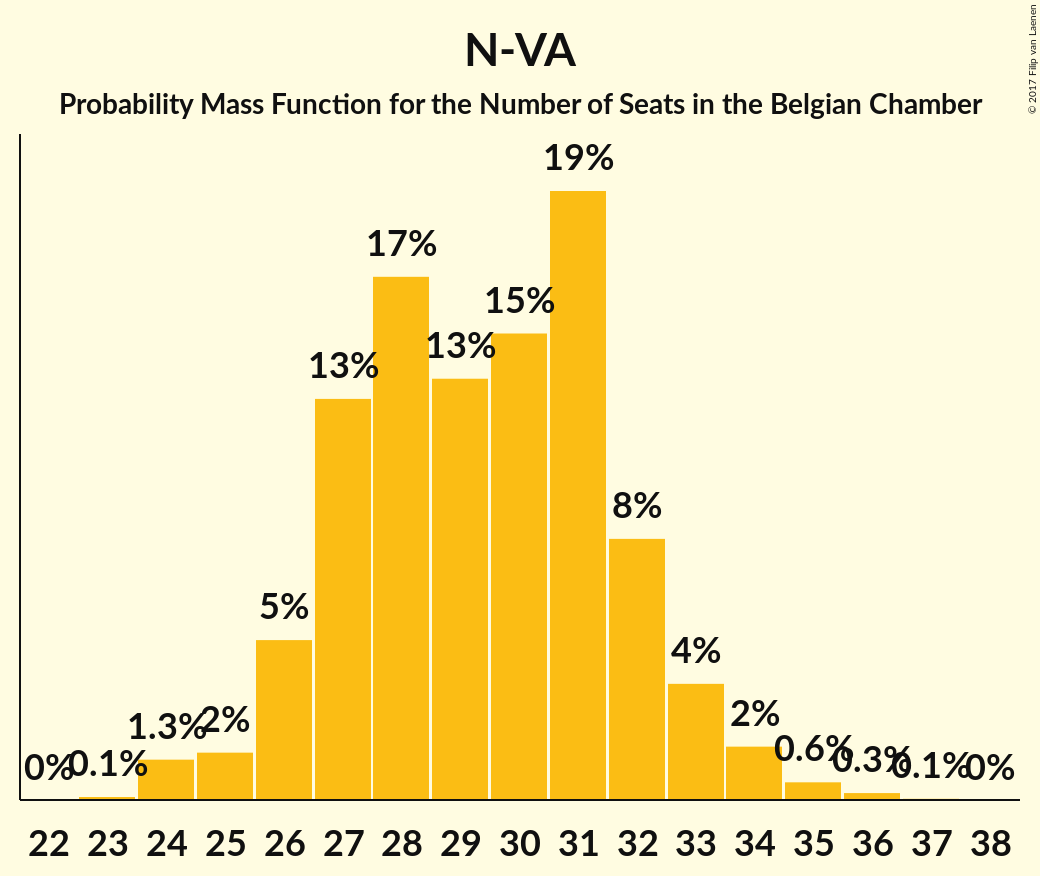 N-VA
Probability Mass Function for the Number of Seats in the Belgian Chamber
© 2017 Filip van Laenen
0% 0.1% 1.3% 2% 5% 13% 17% 13% 15% 19% 8% 4% 2% 0.6% 0.3% 0.1% 0%
22 23 24 25 26 27 28 29 30 31 32 33 34 35 36 37 38